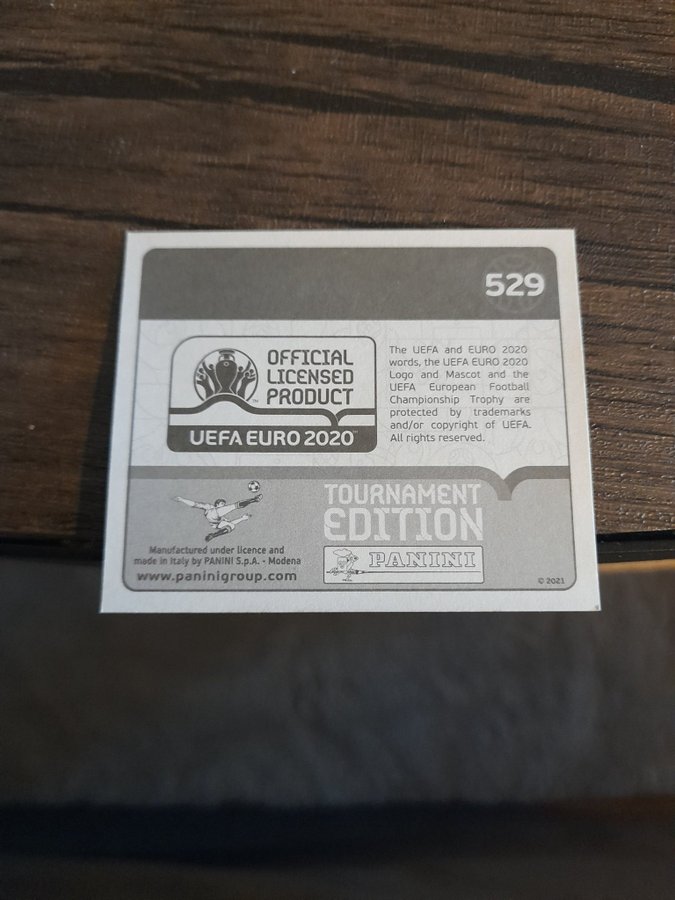 529
OFFICIAL
LICENSED
PRODUCT
™
UEFA EURO 2020™
The UEFA and EURO 2020
words, the UEFA EURO 2020
Logo and Mascot and the
UEFA European Football
Championship Trophy are
protected by trademarks
and/or copyright of UEFA.
All rights reserved.
TOURNAMENT
EDITION
Manufactured under licence and
made in Italy by PANINI S.p.A. - Modena
www.paninigroup.com
PANINI
© 2021